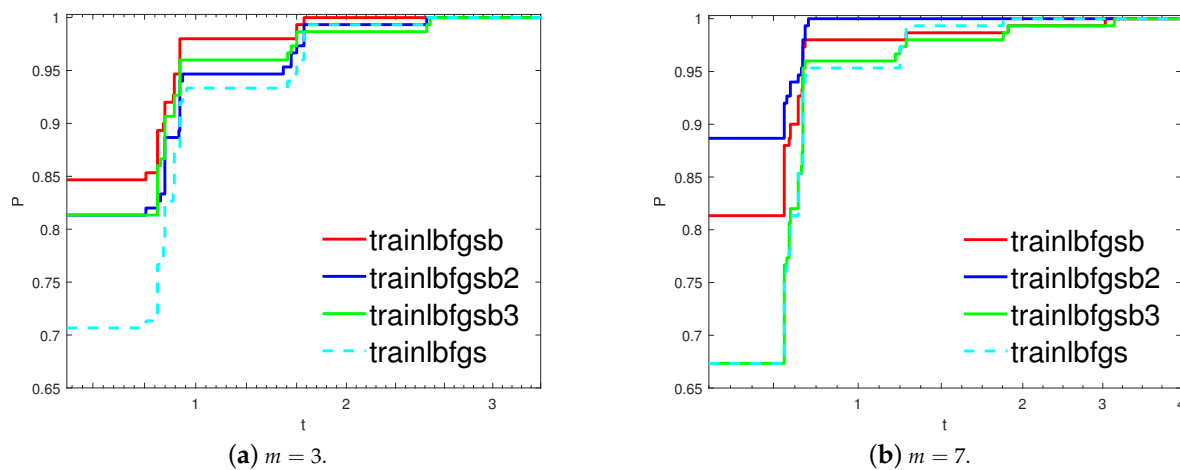 1
0.95
0.9
0.85
P
0.8
0.75
0.7
0.65
trainlbfgsb
trainlbfgsb2
trainlbfgsb3
trainlbfgs
1 2 3
t
(a) m = 3.
1
0.95
0.9
0.85
P
0.8
0.75
0.7
0.65
trainlbfgsb
trainlbfgsb2
trainlbfgsb3
trainlbfgs
1 2 3 4
t
(b) m = 7.